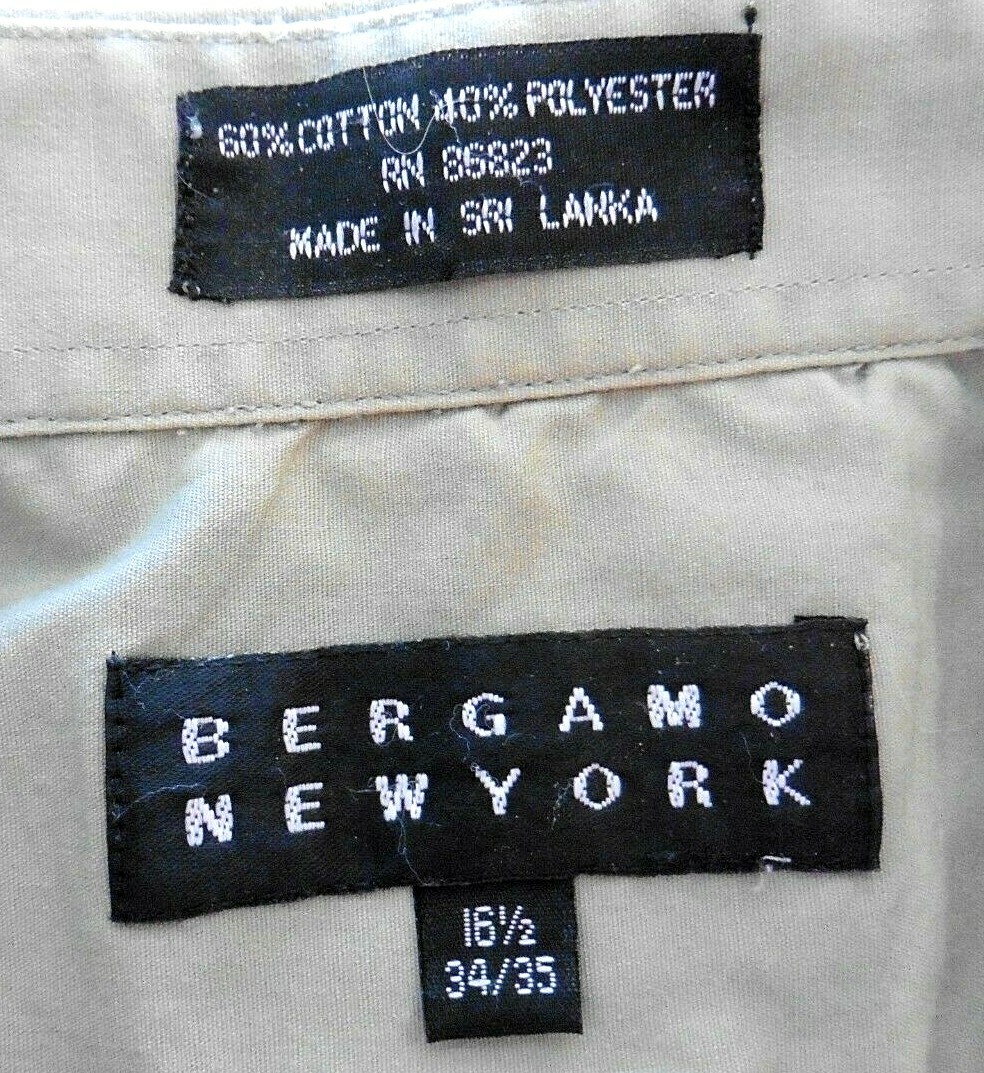 60% COTTON 40% POLYESTER
RN 86823
MADE IN SRI LANKA
BERGAMO
NEW YORK
16½
34/35